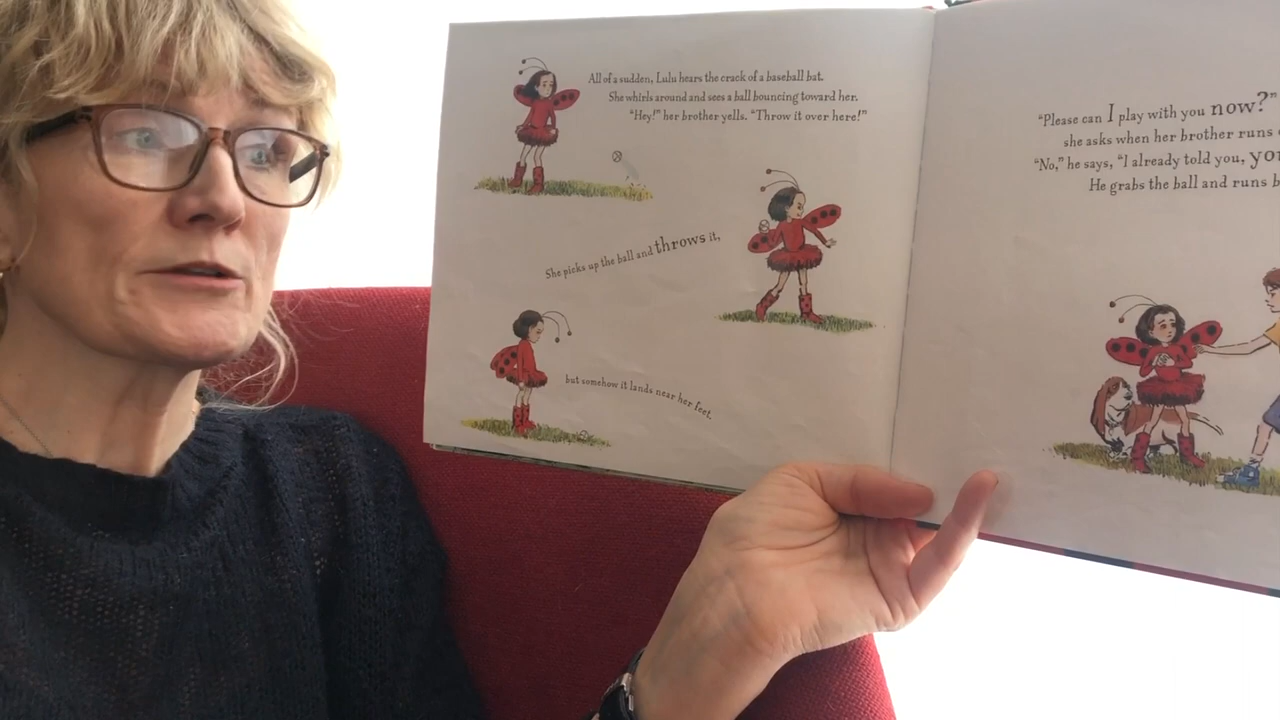 All of a sudden, Lulu hears the crack of a baseball bat.
She whirls around and sees a ball bouncing toward her.
"Hey!" her brother yells. "Throw it over here!"
She picks up the ball and throws it,
but somehow it lands near her feet.
"Please can I play with you now?"
she asks when her brother runs
"No," he says, "I already told you,
He grabs the ball and runs